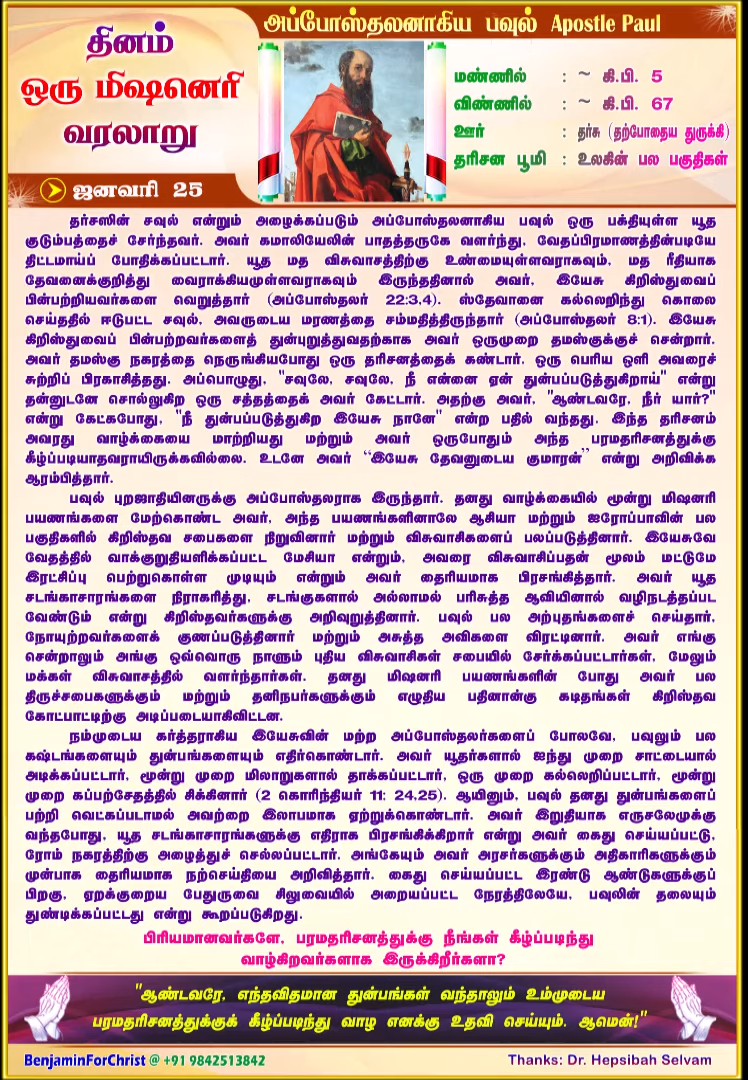 தினம்
ஒரு மிஷனெரி
வரலாறு
ஜனவரி 25
அப்போஸ்தலனாகிய பவுல் Apostle Paul
மண்ணில் : ~ கி.பி. 5
விண்ணில் : ~ கி.பி. 67
ஊர் : தர்சு (தற்போதைய துருக்கி)
தரிசன பூமி : உலகின் பல பகுதிகள்
தர்சஸின் சவுல் என்றும் அழைக்கப்படும் அப்போஸ்தலனாகிய பவுல் ஒரு பக்தியுள்ள யூத
குடும்பத்தைச் சேர்ந்தவர். அவர் கமாலியேலின் பாதத்தருகே வளர்ந்து, வேதப்பிரமாணத்தின்படியே
திட்டமாய்ப் போதிக்கப்பட்டார். யூத மத விசுவாசத்திற்கு உண்மையுள்ளவராகவும், மத ரீதியாக
தேவனைக்குறித்து வைராக்கியமுள்ளவராகவும் இருந்ததினால் அவர், இயேசு கிறிஸ்துவைப்
பின்பற்றியவர்களை வெறுத்தார் (அப்போஸ்தலர் 22:3,4). ஸ்தேவானை கல்லெறிந்து கொலை
செய்ததில் ஈடுபட்ட சவுல், அவருடைய மரணத்தை சம்மதித்திருந்தார் (அப்போஸ்தலர் 8:1). இயேசு
கிறிஸ்துவைப் பின்பற்றவர்களைத் துன்புறுத்துவதற்காக அவர் ஒருமுறை தமஸ்குக்குச் சென்றார்.
அவர் தமஸ்கு நகரத்தை நெருங்கியபோது ஒரு தரிசனத்தைக் கண்டார். ஒரு பெரிய ஒளி அவரைச்
சுற்றிப் பிரகாசித்தது. அப்பொழுது, "சவுலே, சவுலே, நீ என்னை ஏன் துன்பப்படுத்துகிறாய்" என்று
தன்னுடனே சொல்லுகிற ஒரு சத்தத்தைக் அவர் கேட்டார். அதற்கு அவர், "ஆண்டவரே, நீர் யார்?"
என்று கேட்கபோது, "நீ துன்பப்படுத்துகிற இயேசு நானே" என்ற பதில் வந்தது. இந்த தரிசனம்
அவரது வாழ்க்கையை மாற்றியது மற்றும் அவர் ஒருபோதும் அந்த பரமதரிசனத்துக்கு
கீழ்ப்படியாதவராயிருக்கவில்லை. உடனே அவர் “இயேசு தேவனுடைய குமாரன்” என்று அறிவிக்க
ஆரம்பித்தார்.
பவுல் புறஜாதியினருக்கு அப்போஸ்தலராக இருந்தார். தனது வாழ்க்கையில் மூன்று மிஷனரி
பயணங்களை மேற்கொண்ட அவர், அந்த பயணங்களினாலே ஆசியா மற்றும் ஐரோப்பாவின் பல
பகுதிகளில் கிறிஸ்தவ சபைகளை நிறுவினார் மற்றும் விசுவாசிகளைப் பலப்படுத்தினார். இயேசுவே
வேதத்தில் வாக்குறுதியளிக்கப்பட்ட மேசியா என்றும், அவரை விசுவாசிப்பதன் மூலம் மட்டுமே
இரட்சிப்பு பெற்றுகொள்ள முடியும் என்றும் அவர் தைரியமாக பிரசங்கித்தார். அவர் யூத
சடங்காசாரங்களை நிராகரித்து, சடங்குகளால் அல்லாமல் பரிசுத்த ஆவியினால் வழிநடத்தப்பட
வேண்டும் என்று கிறிஸ்தவர்களுக்கு அறிவுறுத்தினார். பவுல் பல அற்புதங்களைச் செய்தார்,
நோயுற்றவர்களைக் குணப்படுத்தினார் மற்றும் அசுத்த அவிகளை விரட்டினார். அவர் எங்கு
சென்றாலும் அங்கு ஒவ்வொரு நாளும் புதிய விசுவாசிகள் சபையில் சேர்க்கப்பட்டார்கள், மேலும்
மக்கள் விசுவாசத்தில் வளர்ந்தார்கள். தனது மிஷனரி பயணங்களின் போது அவர் பல
திருச்சபைகளுக்கும் மற்றும் தனிநபர்களுக்கும் எழுதிய பதினான்கு கடிதங்கள் கிறிஸ்தவ
கோட்பாட்டிற்கு அடிப்படையாகிவிட்டன.
நம்முடைய கர்த்தராகிய இயேசுவின் மற்ற அப்போஸ்தலர்களைப் போலவே, பவுலும் பல
கஷ்டங்களையும் துன்பங்களையும் எதிர்கொண்டார். அவர் யூதர்களால் ஐந்து முறை சாட்டையால்
அடிக்கப்பட்டார், மூன்று முறை மிலாறுகளால் தாக்கப்பட்டார், ஒரு முறை கல்லெறிப்பட்டார், மூன்று
முறை கப்பற்சேதத்தில் சிக்கினார் (2 கொரிந்தியர் 11: 24,25). ஆயினும், பவுல் தனது துன்பங்களைப்
பற்றி வெட்கப்படாமல் அவற்றை இலாபமாக ஏற்றுக்கொண்டார். அவர் இறுதியாக எருசலேமுக்கு
வந்தபோது, யூத சடங்காசாரங்களுக்கு எதிராக பிரசங்கிக்கிறார் என்று அவர் கைது செய்யப்பட்டு,
ரோம் நகரத்திற்கு அழைத்துச் செல்லப்பட்டார். அங்கேயும் அவர் அரசர்களுக்கும் அதிகாரிகளுக்கும்
முன்பாக தைரியமாக நற்செய்தியை அறிவித்தார். கைது செய்யப்பட்ட இரண்டு ஆண்டுகளுக்குப்
பிறகு, ஏறக்குறைய பேதுருவை சிலுவையில் அறையப்பட்ட நேரத்திலேயே, பவுலின் தலையும்
துண்டிக்கப்பட்டது என்று கூறப்படுகிறது.
பிரியமானவர்களே, பரமதரிசனத்துக்கு நீங்கள் கீழ்ப்படிந்து
வாழ்கிறவர்களாக இருக்கிறீர்களா?
"ஆண்டவரே, எந்தவிதமான துன்பங்கள் வந்தாலும் உம்முடைய
பரமதரிசனத்துக்குக் கீழ்ப்படிந்து வாழ எனக்கு உதவி செய்யும். ஆமென்!"
BenjaminForChrist @ +91 9842513842
Thanks: Dr. Hepsibah Selvam